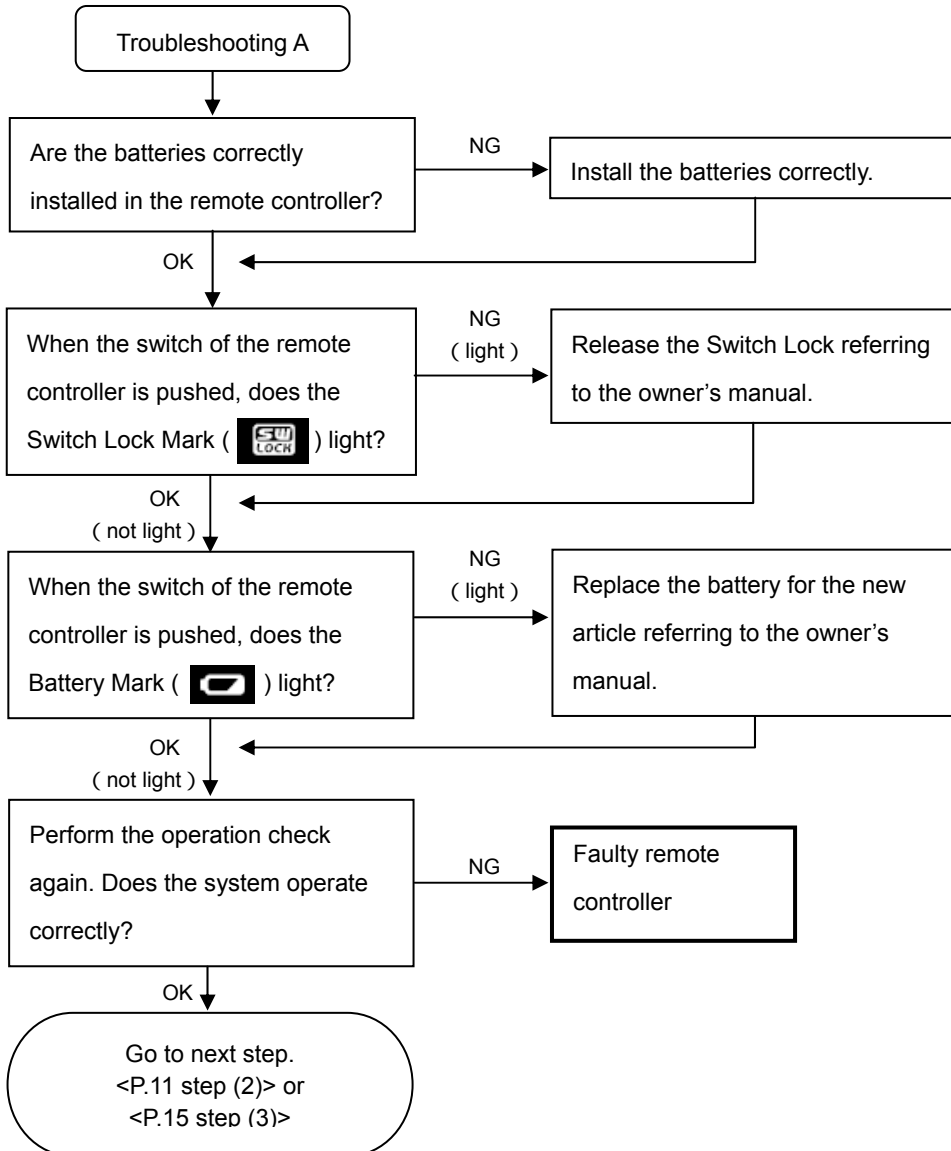 Troubleshooting A
Are the batteries correctly
installed in the remote controller?
NG
Install the batteries correctly.
OK
When the switch of the remote
controller is pushed, does the
Switch Lock Mark ( SW LOCK ) light?
NG
( light )
Release the Switch Lock referring
to the owner's manual.
OK
( not light )
When the switch of the remote
controller is pushed, does the
Battery Mark ( ) light?
NG
( light )
Replace the battery for the new
article referring to the owner's
manual.
OK
( not light )
Perform the operation check
again. Does the system operate
correctly?
NG
Faulty remote
controller
OK
Go to next step.
<P.11 step (2)> or
<P.15 step (3)>